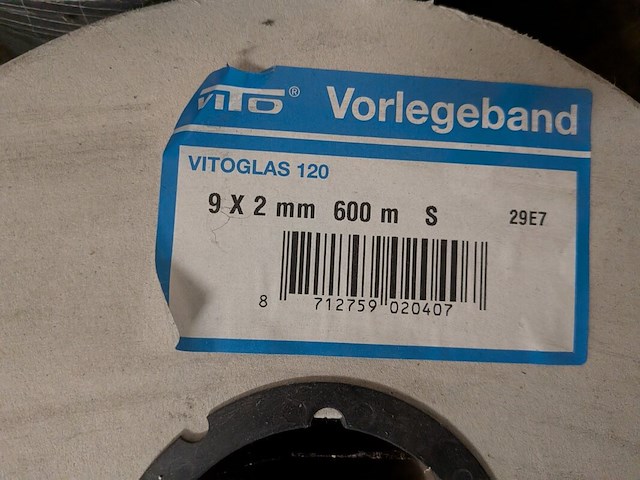 VITO® Vorlegeband
VITOGLAS 120
9 X 2 mm 600 m S 29E7
8 712759 020407